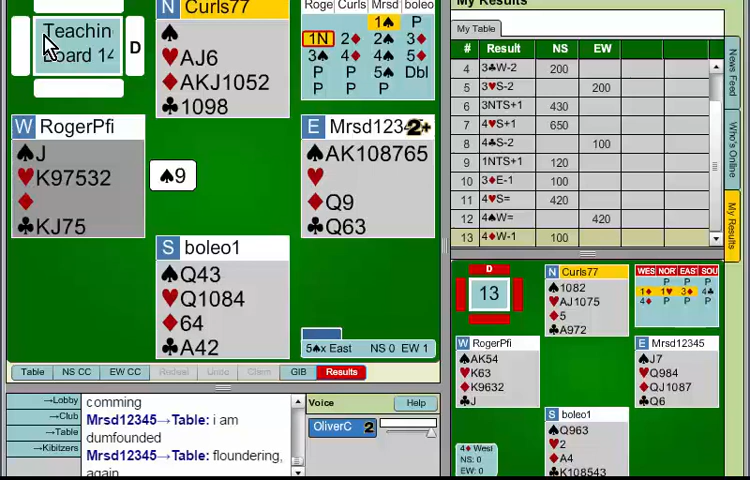 N Curls77
♠
♥AJ6
♦AKJ1052
♣1098
Teachin
Board 14
D
Roge Curls Mrsd boleo
1♠ P
1N 2♦ 2♠ 3♦
3♠ 4♦ 4♠ 5♦
P P 5♠ Dbl
P P P
W RogerPfi
♠J
♥K97532
♦
♣KJ75
♠9
E Mrsd1234 2+
♠AK108765
♥
♦Q9
♣Q63
S boleo1
♠Q43
♥Q1084
♦64
♣A42
5♠x East NS 0 EW 1
Table NS CC EW CC Redeal Undo Claim GIB Results
→Lobby
→Club
→Table
→Kibitzers
comming
Mrsd12345→Table: i am
dumfounded
Mrsd12345→Table: floundering,
again
Voice Help
OliverC 2
My Results
My Table
# Result NS EW
4 3♣W-2 200
5 3♥S-2 200
6 3NTS+1 430
7 4♥S+1 650
8 4♣S-2 100
9 1NTS+1 120
10 3♦E-1 100
11 4♥S= 420
12 4♠W= 420
13 4♦W-1 100
News Feed
Who's Online
My Results
D
13
N Curls77
♠1082
♥AJ1075
♦5
♣A972
WES NOR EAST SOU
P P P
1♦ 1♥ 3♦ 4♣
4♦ P P P
W RogerPfi
♠AK54
♥K63
♦K9632
♣J
E Mrsd12345
♠J7
♥Q984
♦QJ1087
♣Q6
S boleo1
♠Q963
♥2
♦A4
♣K108543
4♦ West
NS: 0
EW: 0